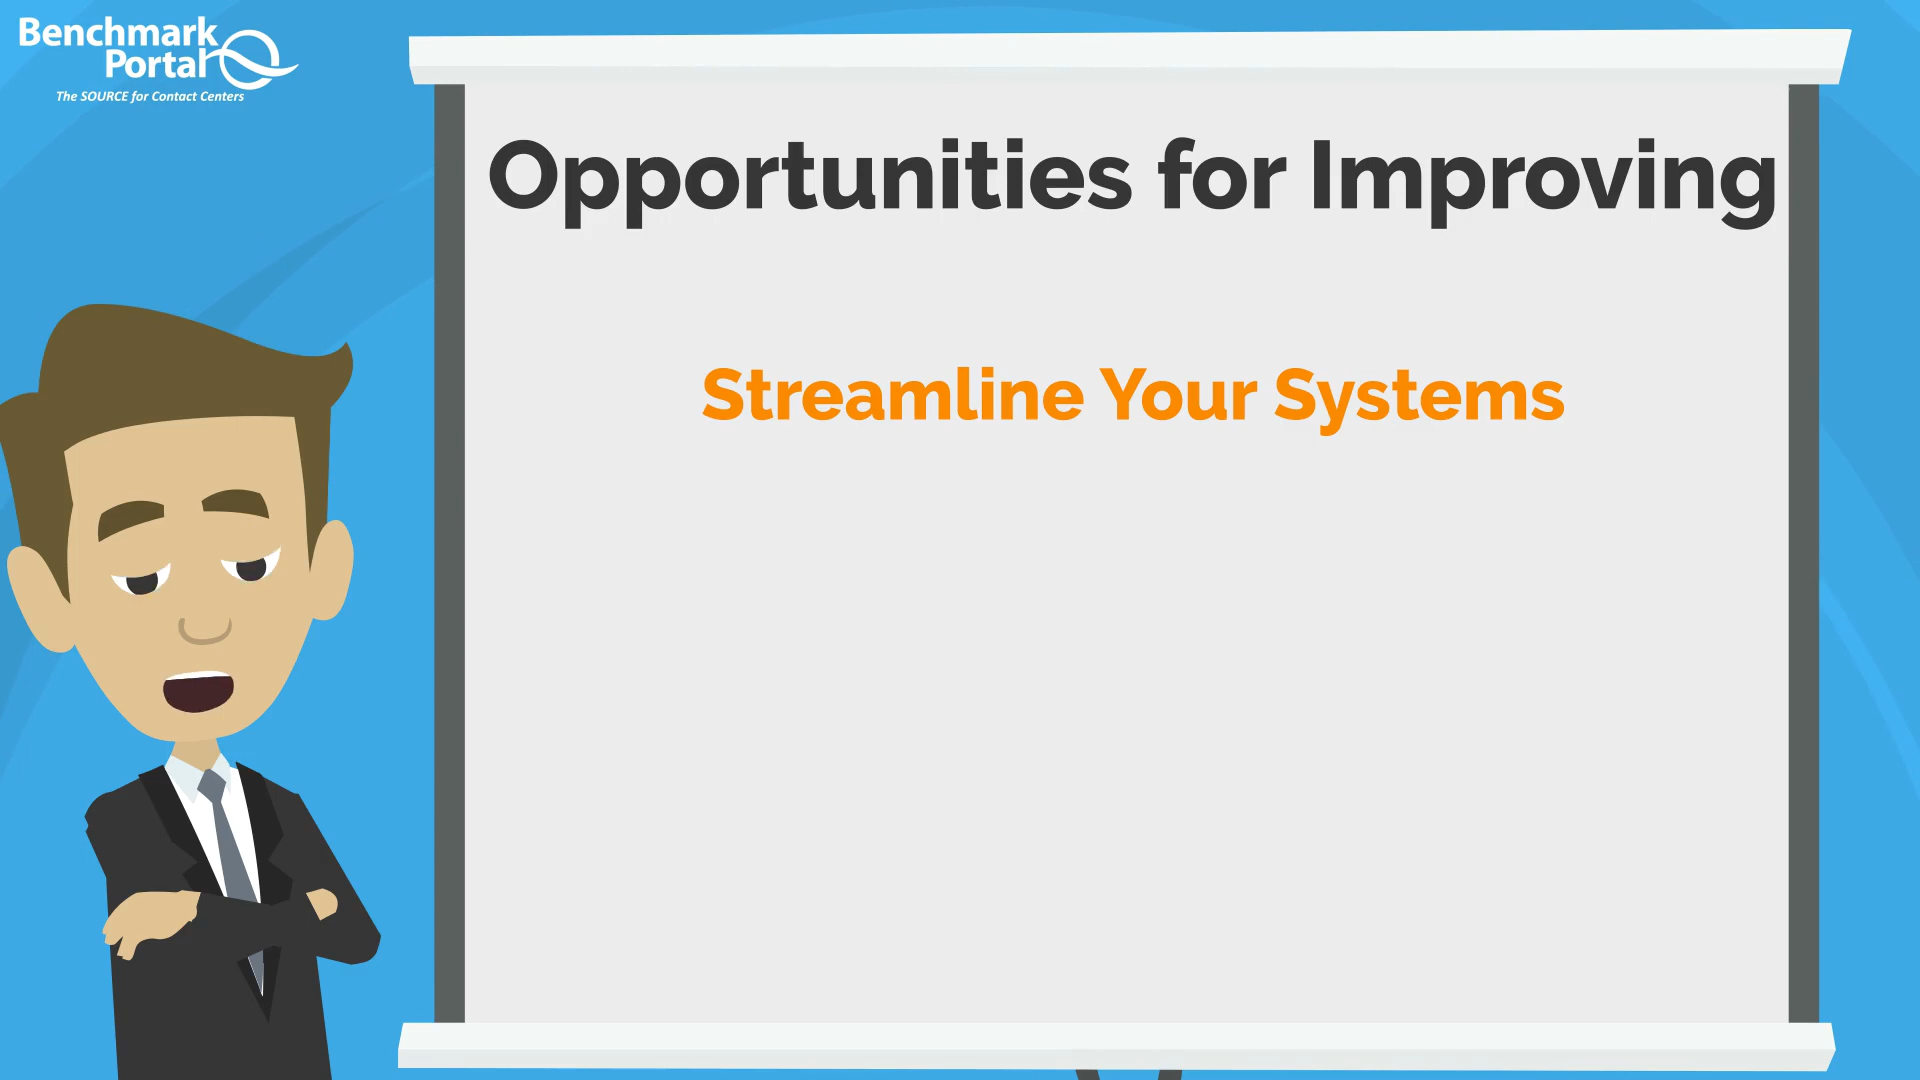 Benchmark
Portal
The SOURCE for Contact Centers
Opportunities for Improving
Streamline Your Systems